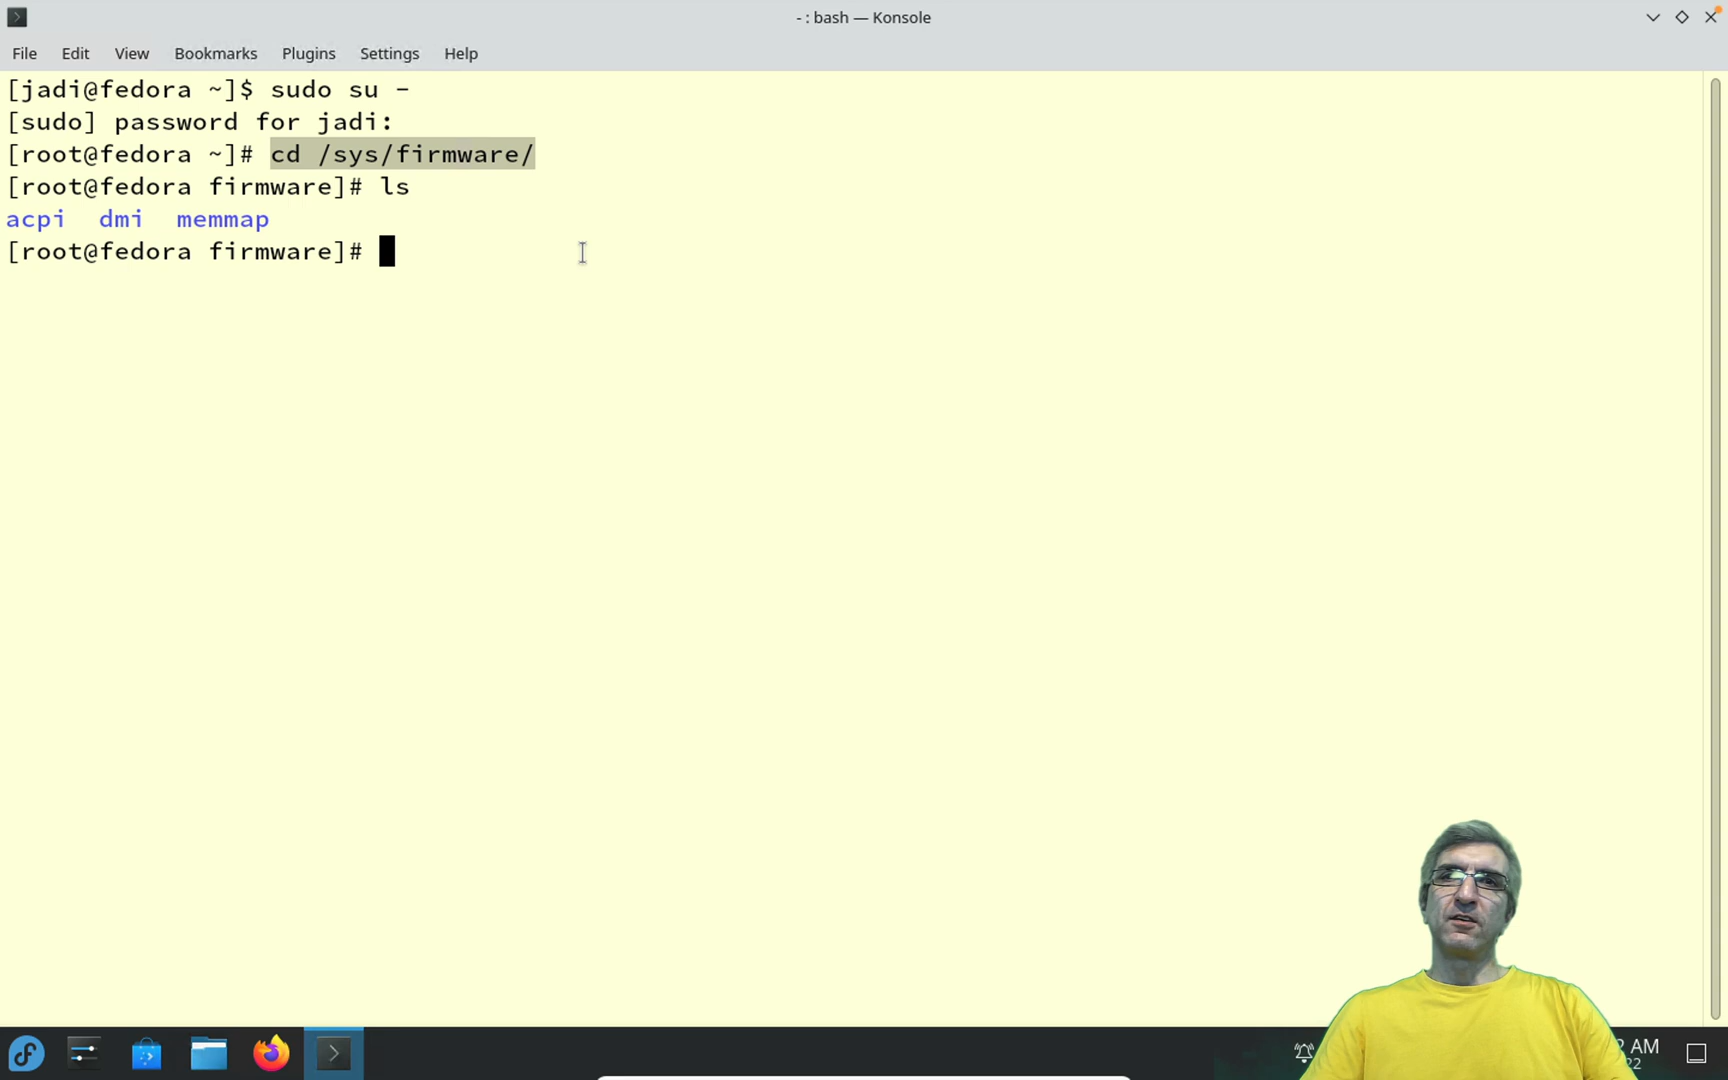 - : bash — Konsole
File Edit View Bookmarks Plugins Settings Help
[jadi@fedora ~]$ sudo su -
[sudo] password for jadi:
[root@fedora ~]# cd /sys/firmware/
[root@fedora firmware]# ls
acpi dmi memmap
[root@fedora firmware]#
AM